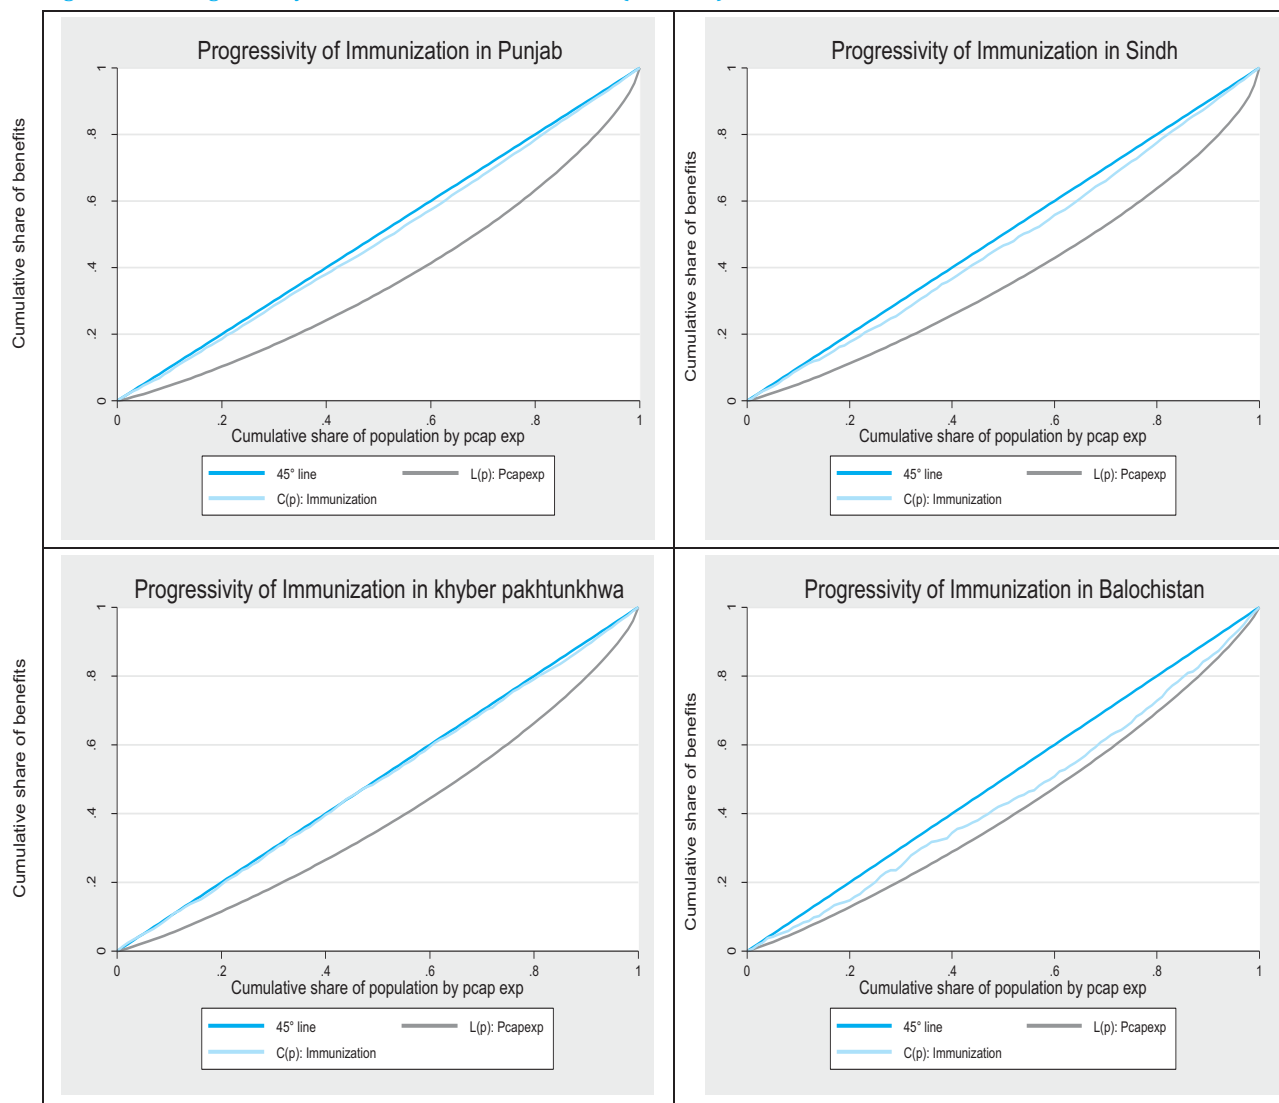 Progressivity of Immunization in Punjab
Cumulative share of benefits
1
.8
.6
.4
.2
0
0 .2 .4 .6 .8 1
Cumulative share of population by pcap exp
45° line L(p): Pcapexp
C(p): Immunization
Progressivity of Immunization in Sindh
Cumulative share of benefits
1
.8
.6
.4
.2
0
0 .2 .4 .6 .8 1
Cumulative share of population by pcap exp
45° line L(p): Pcapexp
C(p): Immunization
Progressivity of Immunization in khyber pakhtunkhwa
Cumulative share of benefits
1
.8
.6
.4
.2
0
0 .2 .4 .6 .8 1
Cumulative share of population by pcap exp
45° line L(p): Pcapexp
C(p): Immunization
Progressivity of Immunization in Balochistan
Cumulative share of benefits
1
.8
.6
.4
.2
0
0 .2 .4 .6 .8 1
Cumulative share of population by pcap exp
45° line L(p): Pcapexp
C(p): Immunization